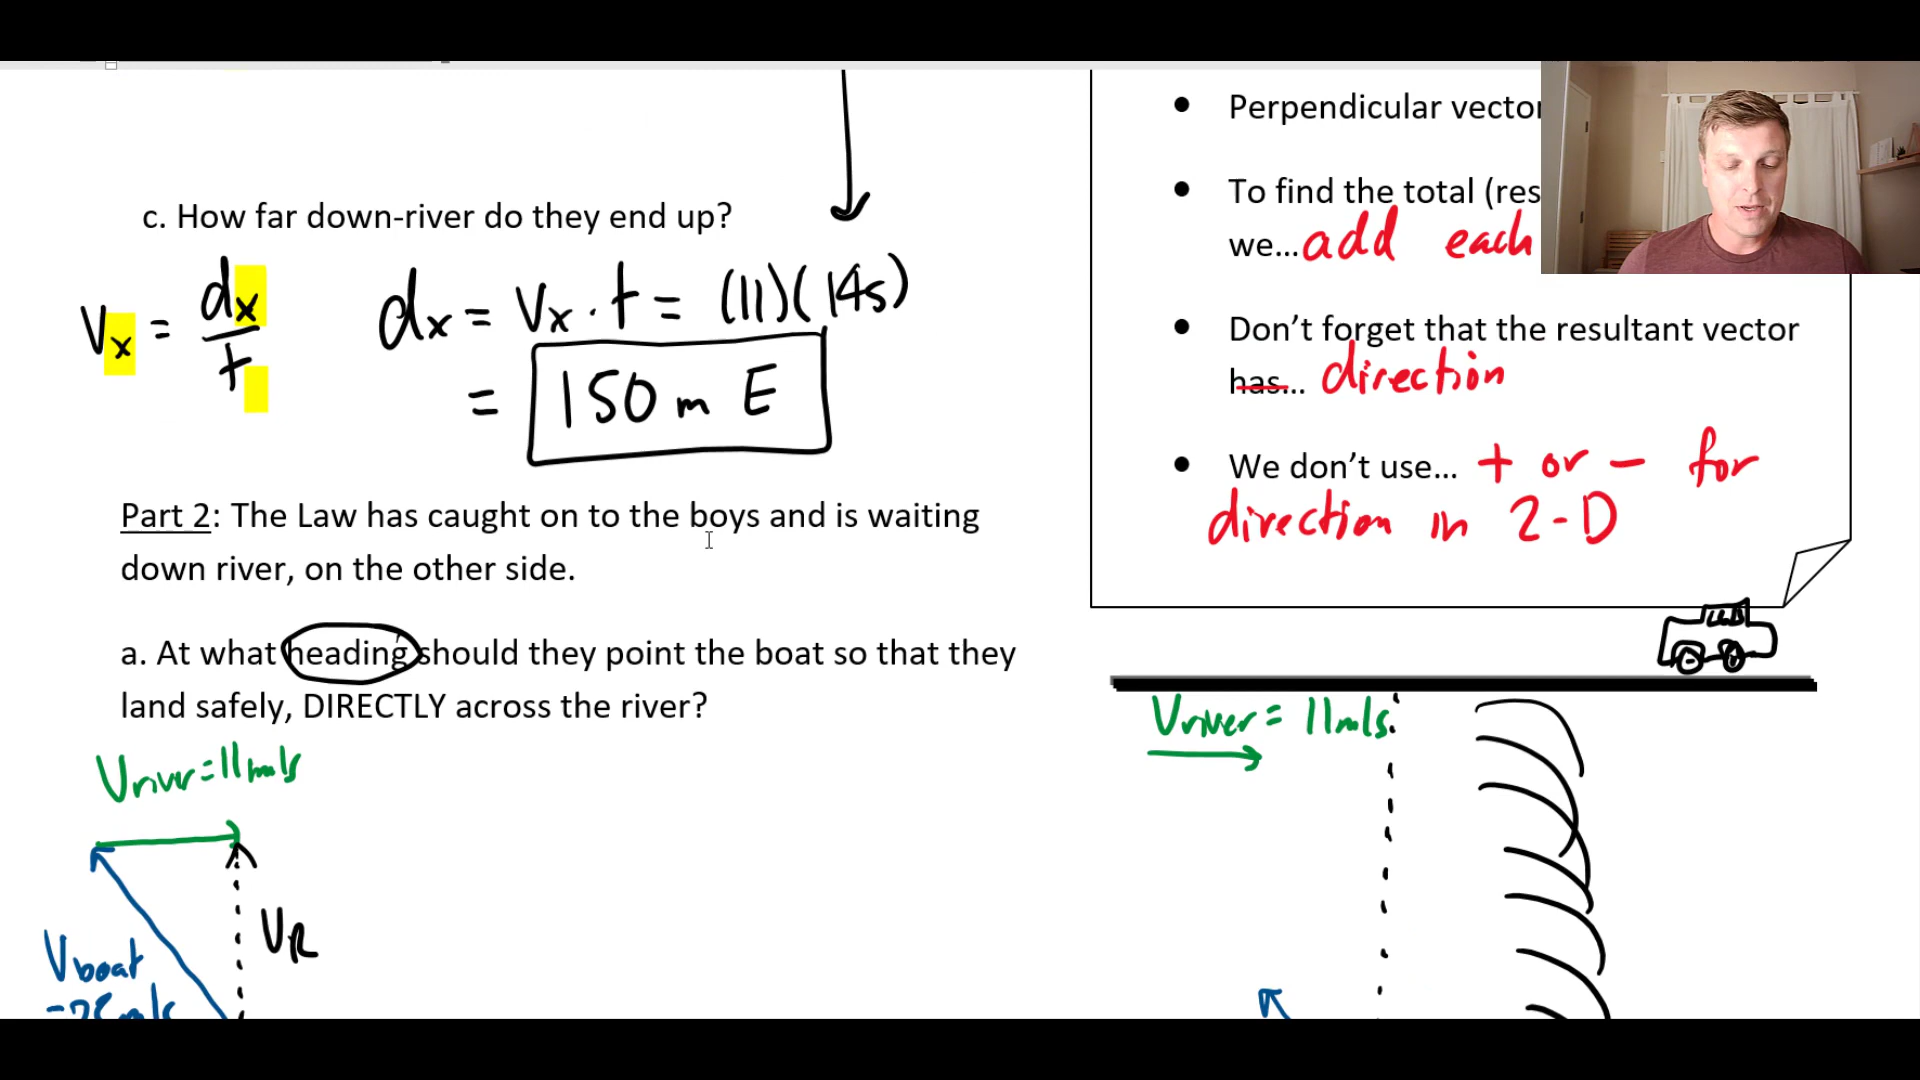 c. How far down-river do they end up?
Vx = dx/t
dx = Vx · t = (11)(14s)
= 150 m E
Part 2: The Law has caught on to the boys and is waiting
down river, on the other side.
a. At what heading should they point the boat so that they
land safely, DIRECTLY across the river?
Vriver = 11 m/s
VR
Vboat
• Perpendicular vector
• To find the total (res
we... add each
• Don't forget that the resultant vector
has... direction
• We don't use... + or - for
direction in 2-D
Vriver = 11 m/s